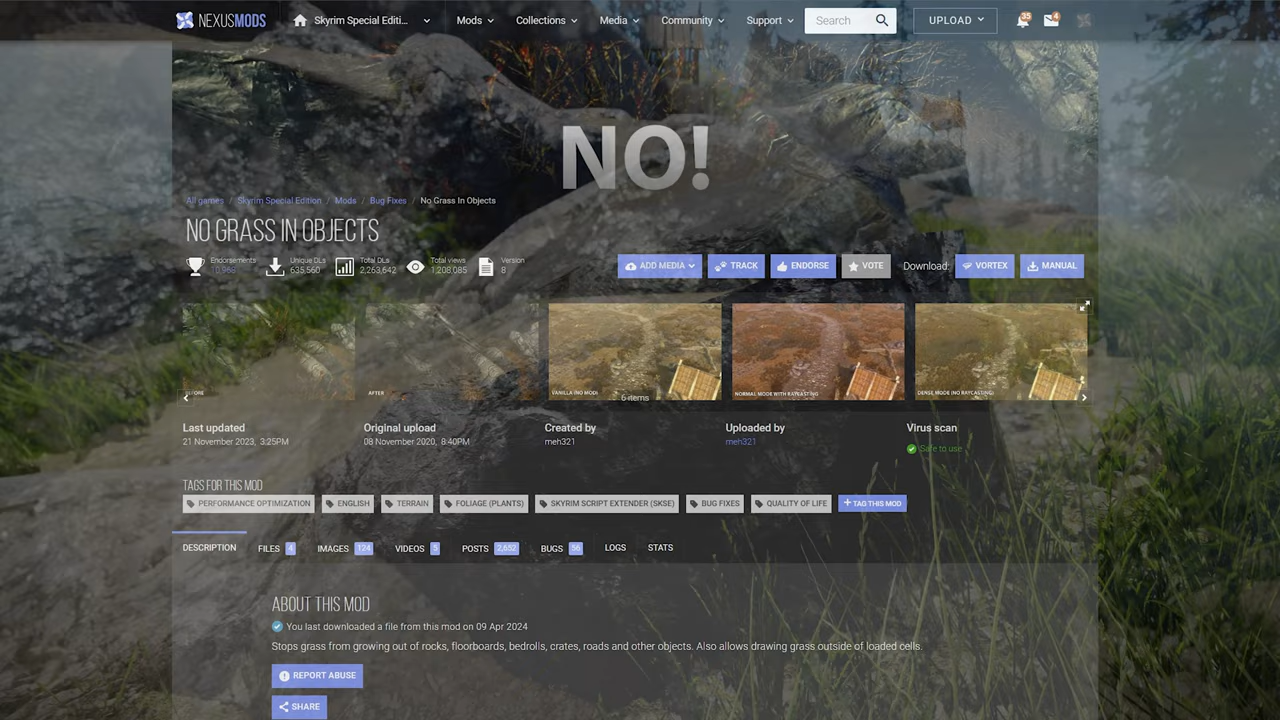 NEXUSMODS Skyrim Special Editi... Mods Collections Media Community Support Search UPLOAD 35 4
NO!
All games / Skyrim Special Edition / Mods / Bug Fixes / No Grass In Objects
NO GRASS IN OBJECTS
Endorsements Unique DLs Total DLs Total views Version
10,968 635,560 2,263,642 1,208,085 8
ADD MEDIA TRACK ENDORSE VOTE Download: VORTEX MANUAL
BEFORE AFTER VANILLA (NO MOD) NORMAL MODE WITH RAYCASTING DENSE MODE (NO RAYCASTING)
6 items
Last updated Original upload Created by Uploaded by Virus scan
21 November 2023, 3:25PM 08 November 2020, 8:40PM meh321 meh321 Safe to use
TAGS FOR THIS MOD
PERFORMANCE OPTIMIZATION ENGLISH TERRAIN FOLIAGE (PLANTS) SKYRIM SCRIPT EXTENDER (SKSE) BUG FIXES QUALITY OF LIFE + TAG THIS MOD
DESCRIPTION FILES 4 IMAGES 124 VIDEOS 5 POSTS 2,652 BUGS 56 LOGS STATS
ABOUT THIS MOD
You last downloaded a file from this mod on 09 Apr 2024
Stops grass from growing out of rocks, floorboards, bedrolls, crates, roads and other objects. Also allows drawing grass outside of loaded cells.
REPORT ABUSE
SHARE